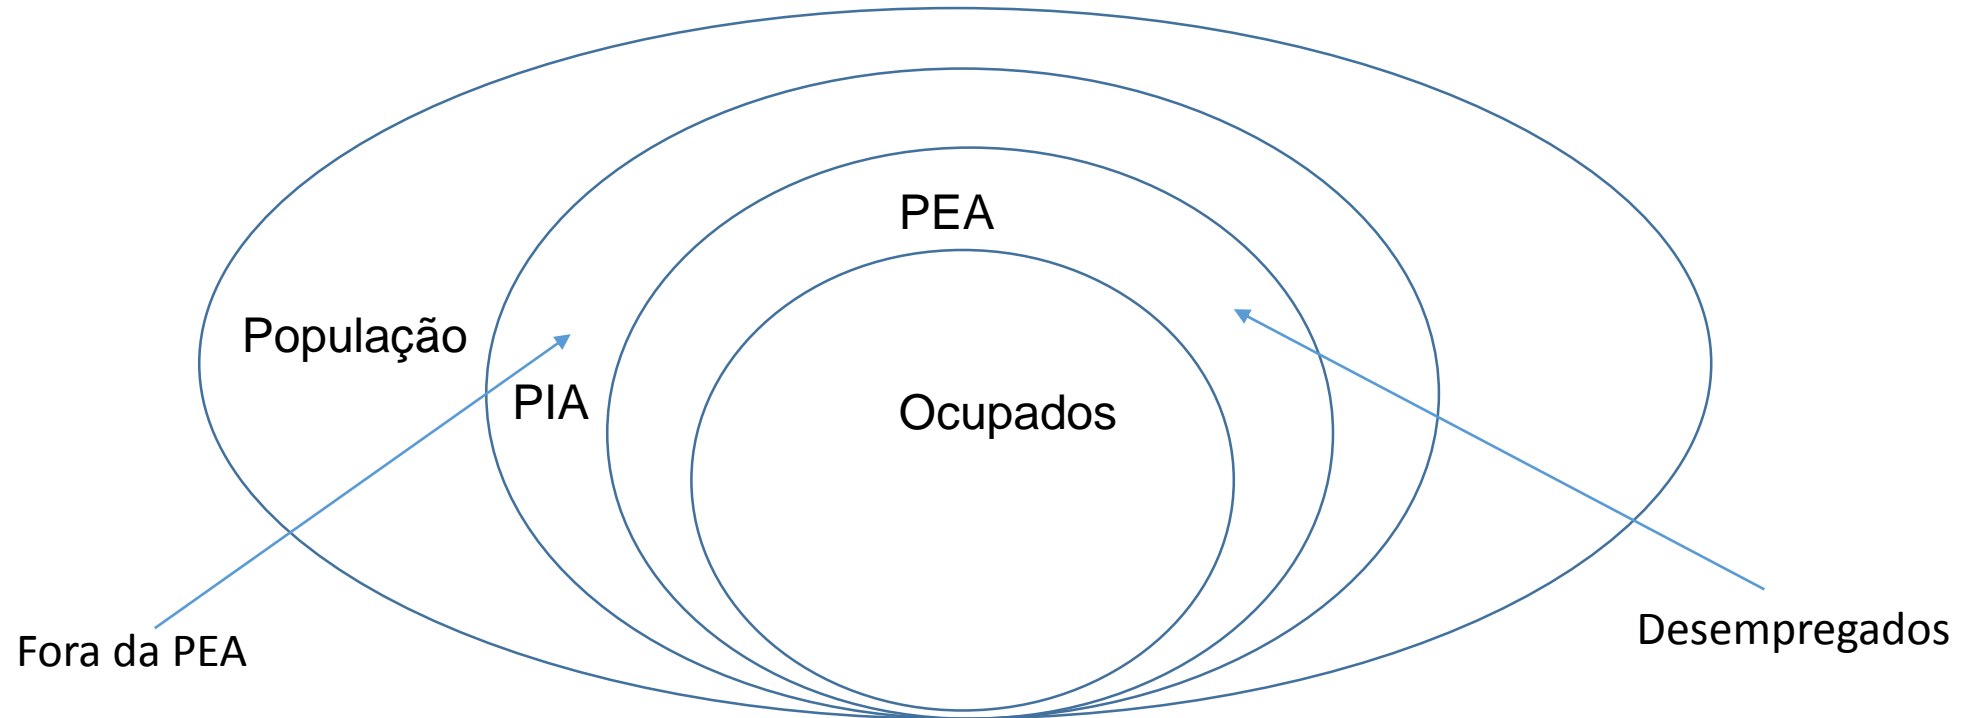 PEA
População
PIA
Ocupados
Fora da PEA
Desempregados